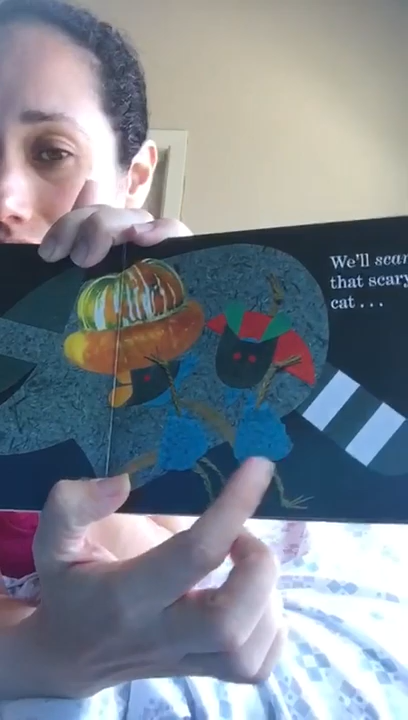 We'll scar
that scary
cat . . .